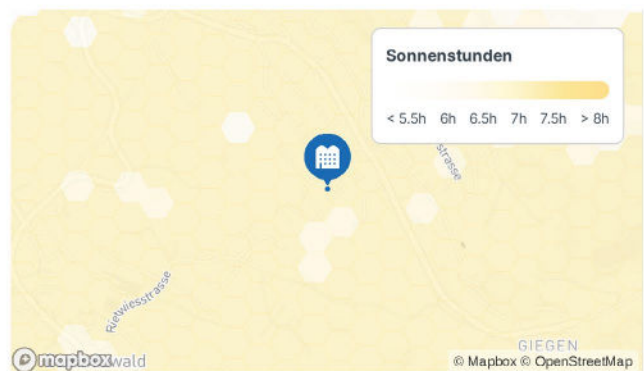 Sonnenstunden
< 5.5h 6h 6.5h 7h 7.5h > 8h
strasse
Rietwiesstrasse
GIEGEN
mapbox
wald
© Mapbox © OpenStreetMap